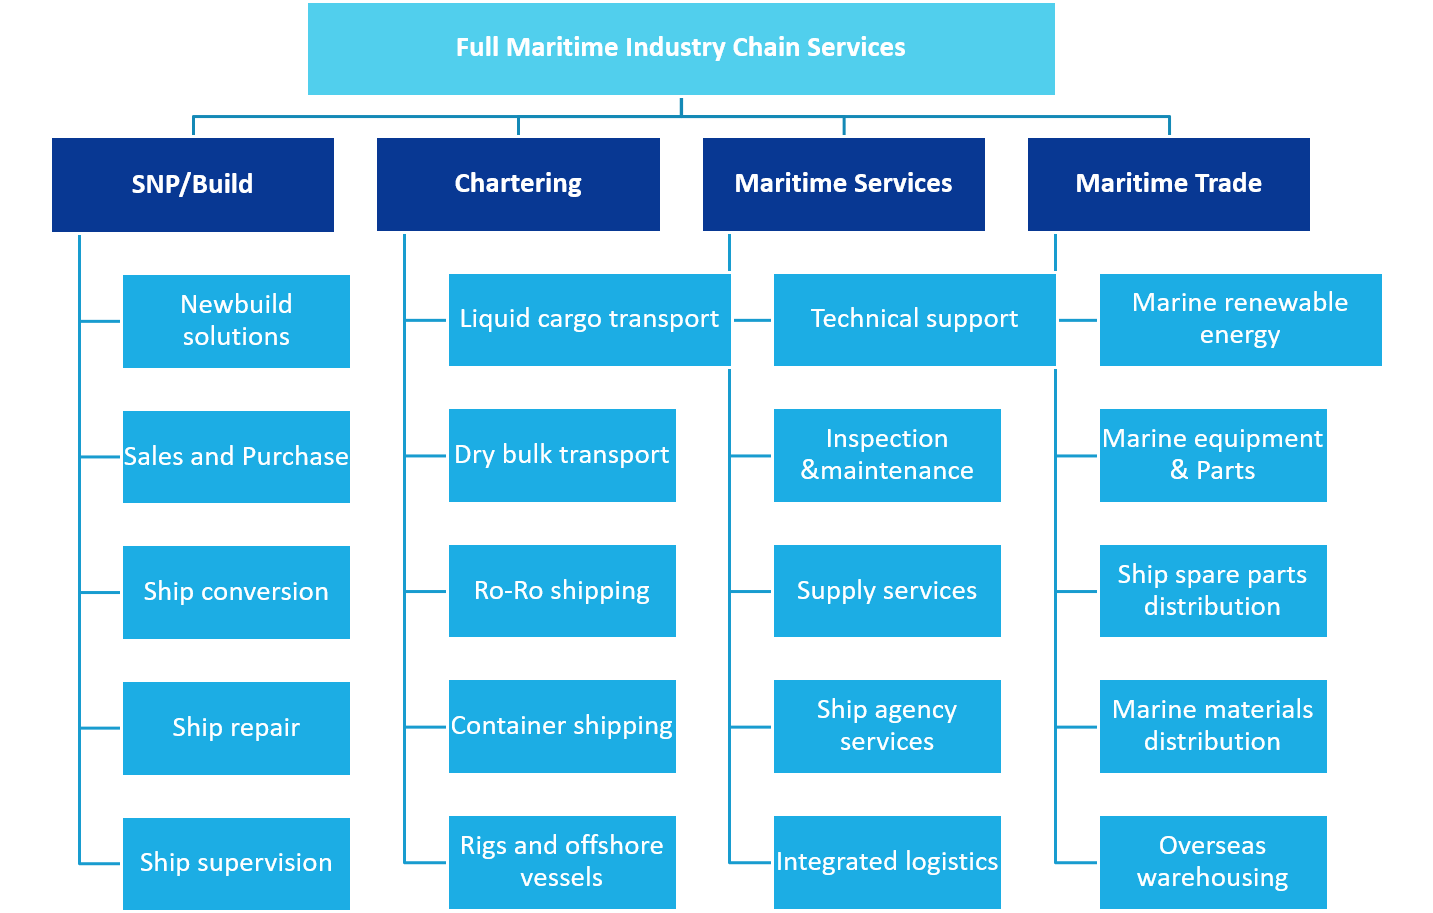 Full Maritime Industry Chain Services
SNP/Build
Chartering
Maritime Services
Maritime Trade
Newbuild
solutions
Sales and Purchase
Ship conversion
Ship repair
Ship supervision
Liquid cargo transport
Dry bulk transport
Ro-Ro shipping
Container shipping
Rigs and offshore
vessels
Technical support
Inspection
&maintenance
Supply services
Ship agency
services
Integrated logistics
Marine renewable
energy
Marine equipment
& Parts
Ship spare parts
distribution
Marine materials
distribution
Overseas
warehousing